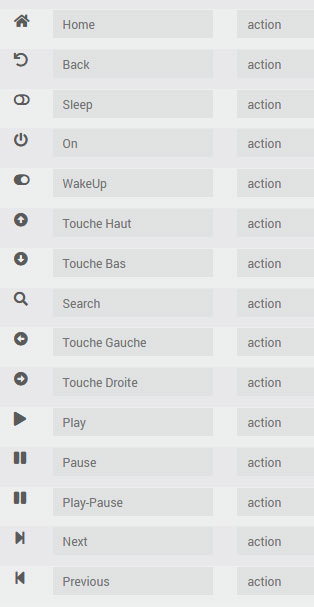 Home action
Back action
Sleep action
On action
WakeUp action
Touche Haut action
Touche Bas action
Search action
Touche Gauche action
Touche Droite action
Play action
Pause action
Play-Pause action
Next action
Previous action